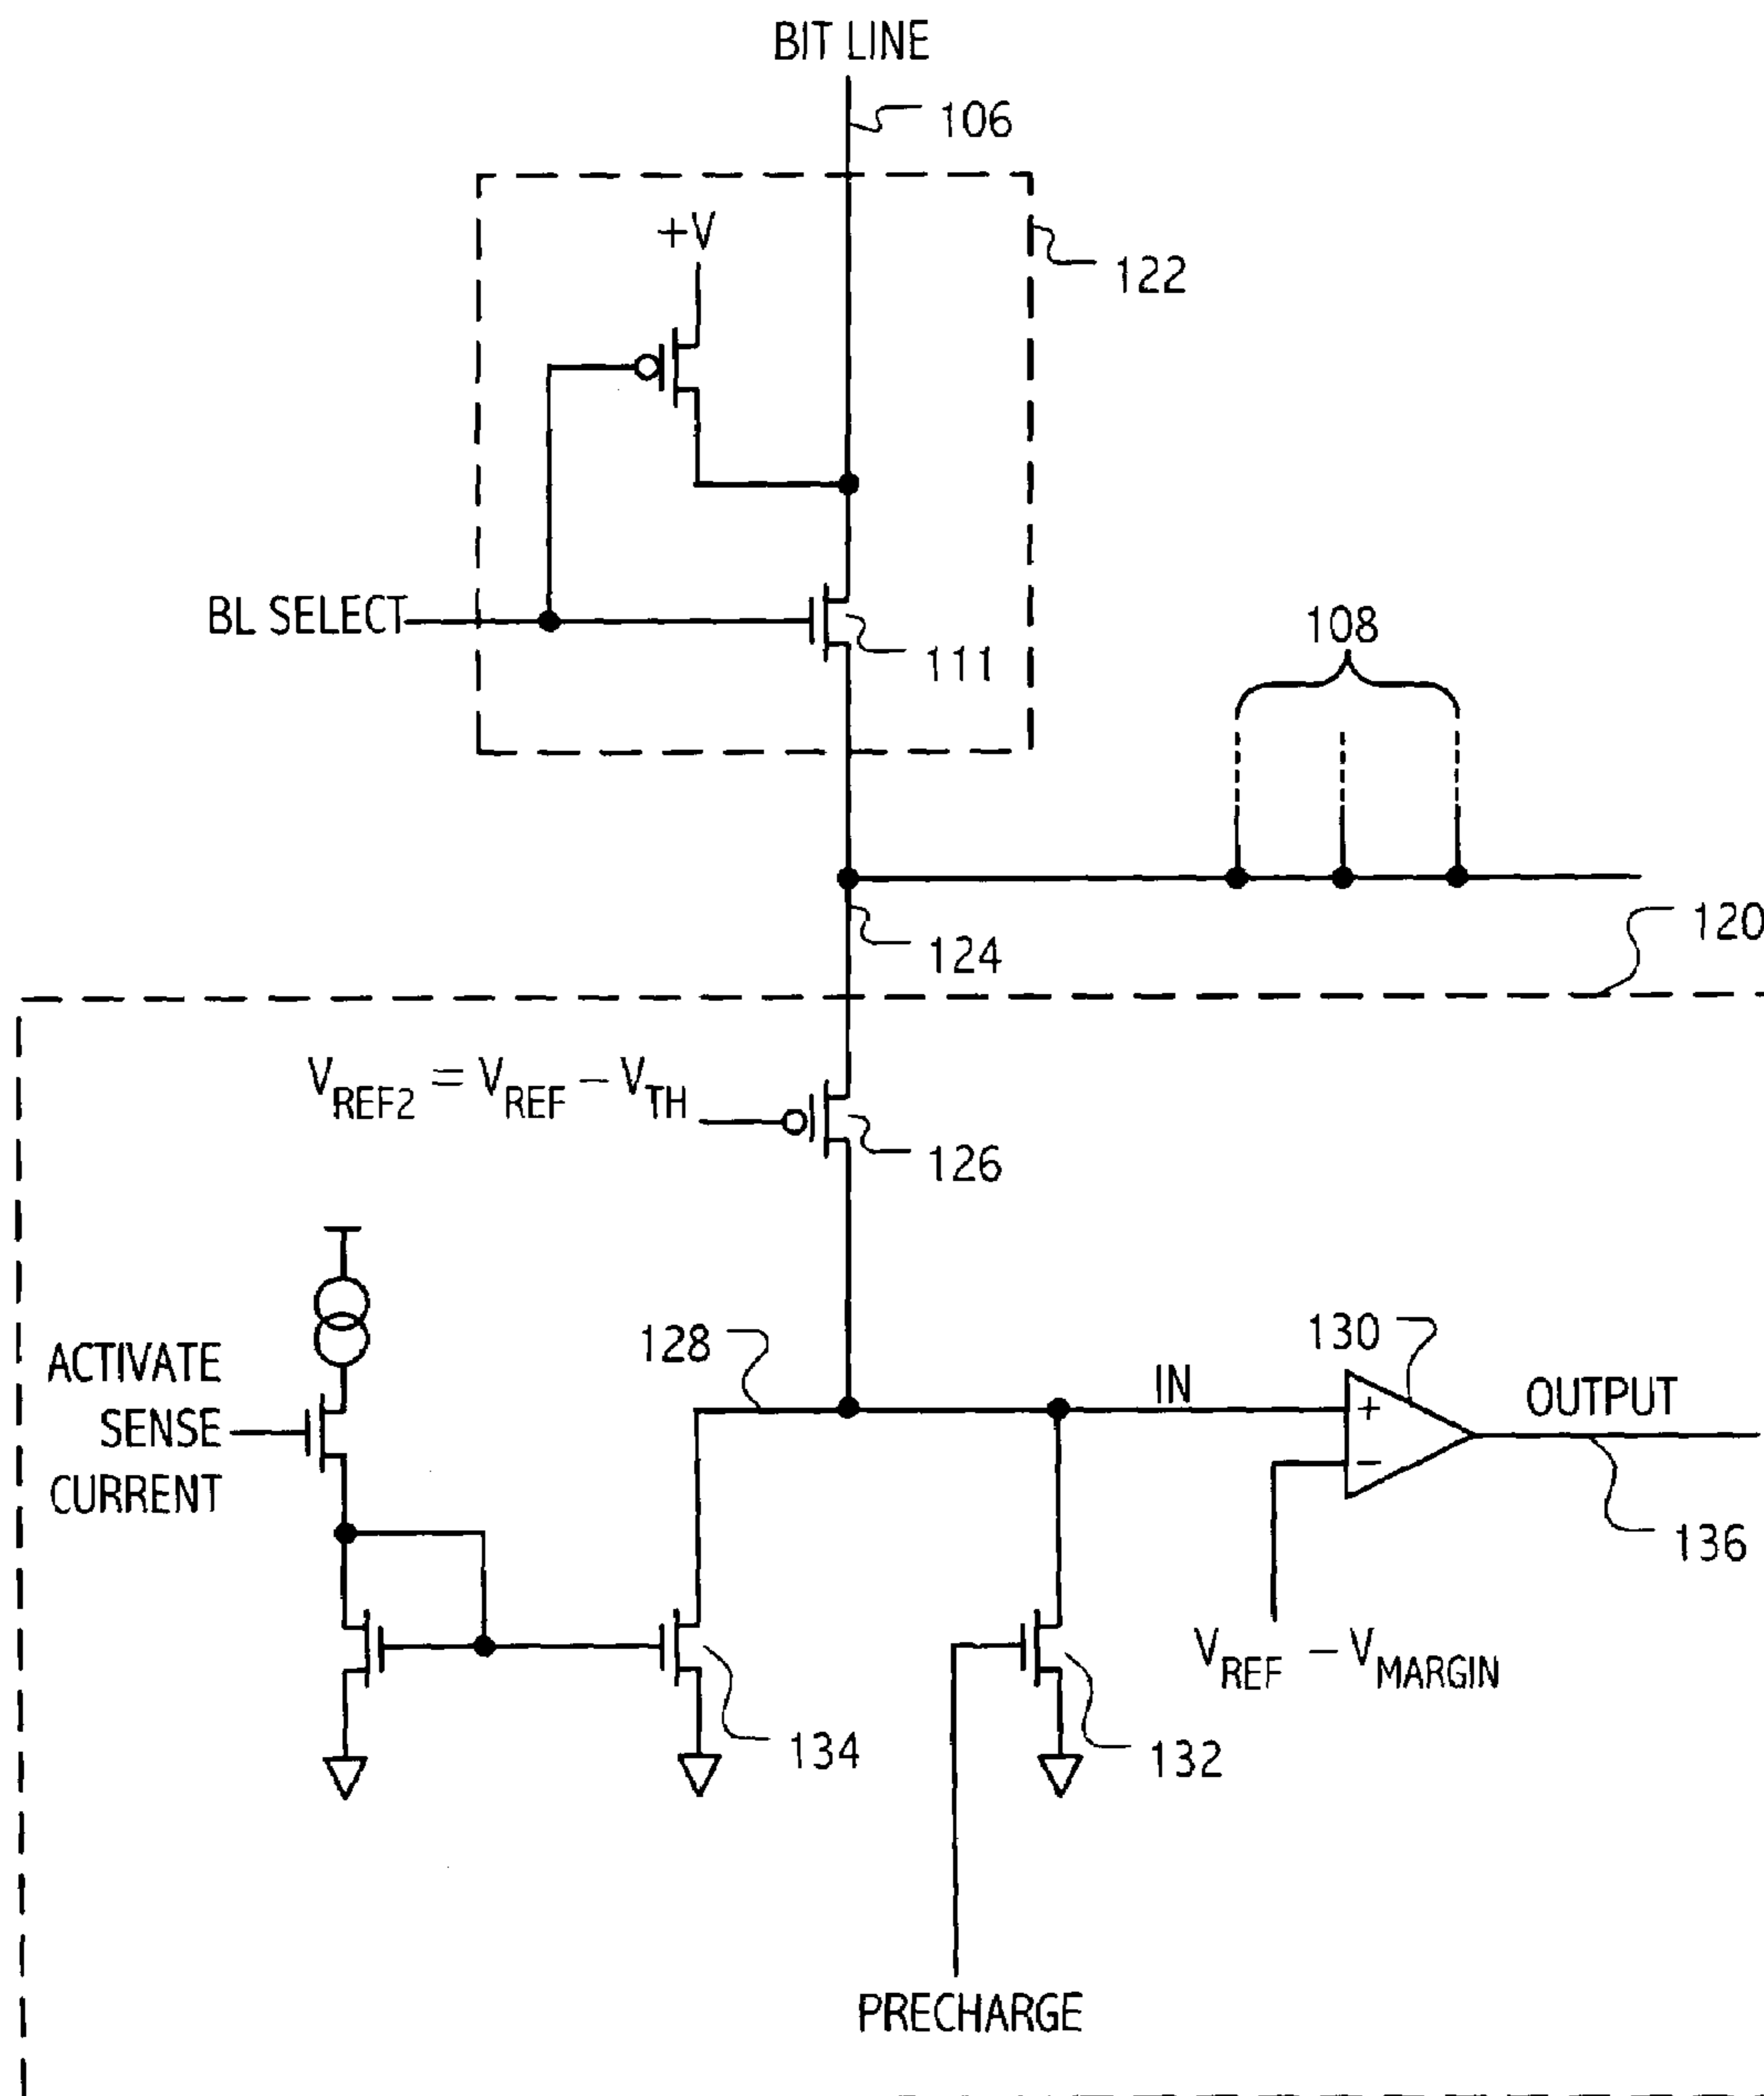 BIT LINE
106
+V
122
BL SELECT
111
108
124
120
V_REF2 = V_REF − V_TH
126
ACTIVATE
SENSE
CURRENT
128
IN
130
+
−
OUTPUT
136
V_REF − V_MARGIN
134
132
PRECHARGE